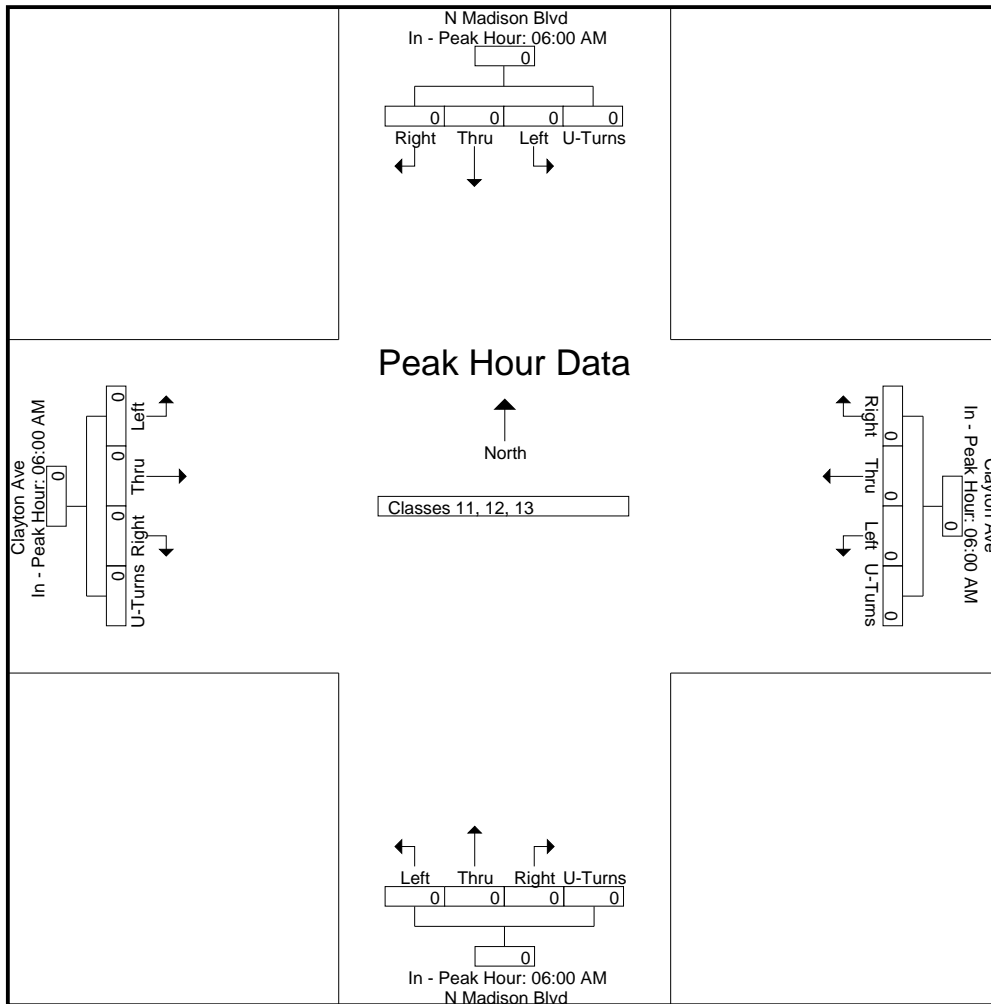 N Madison Blvd
In - Peak Hour: 06:00 AM
0
0 0 0 0
Right Thru Left U-Turns
Peak Hour Data
North
Classes 11, 12, 13
Clayton Ave
In - Peak Hour: 06:00 AM
0
0 0 0 0
Left Thru Right U-Turns
Clayton Ave
In - Peak Hour: 06:00 AM
0
0 0 0 0
Right Thru Left U-Turns
Left Thru Right U-Turns
0 0 0 0
0
In - Peak Hour: 06:00 AM
N Madison Blvd